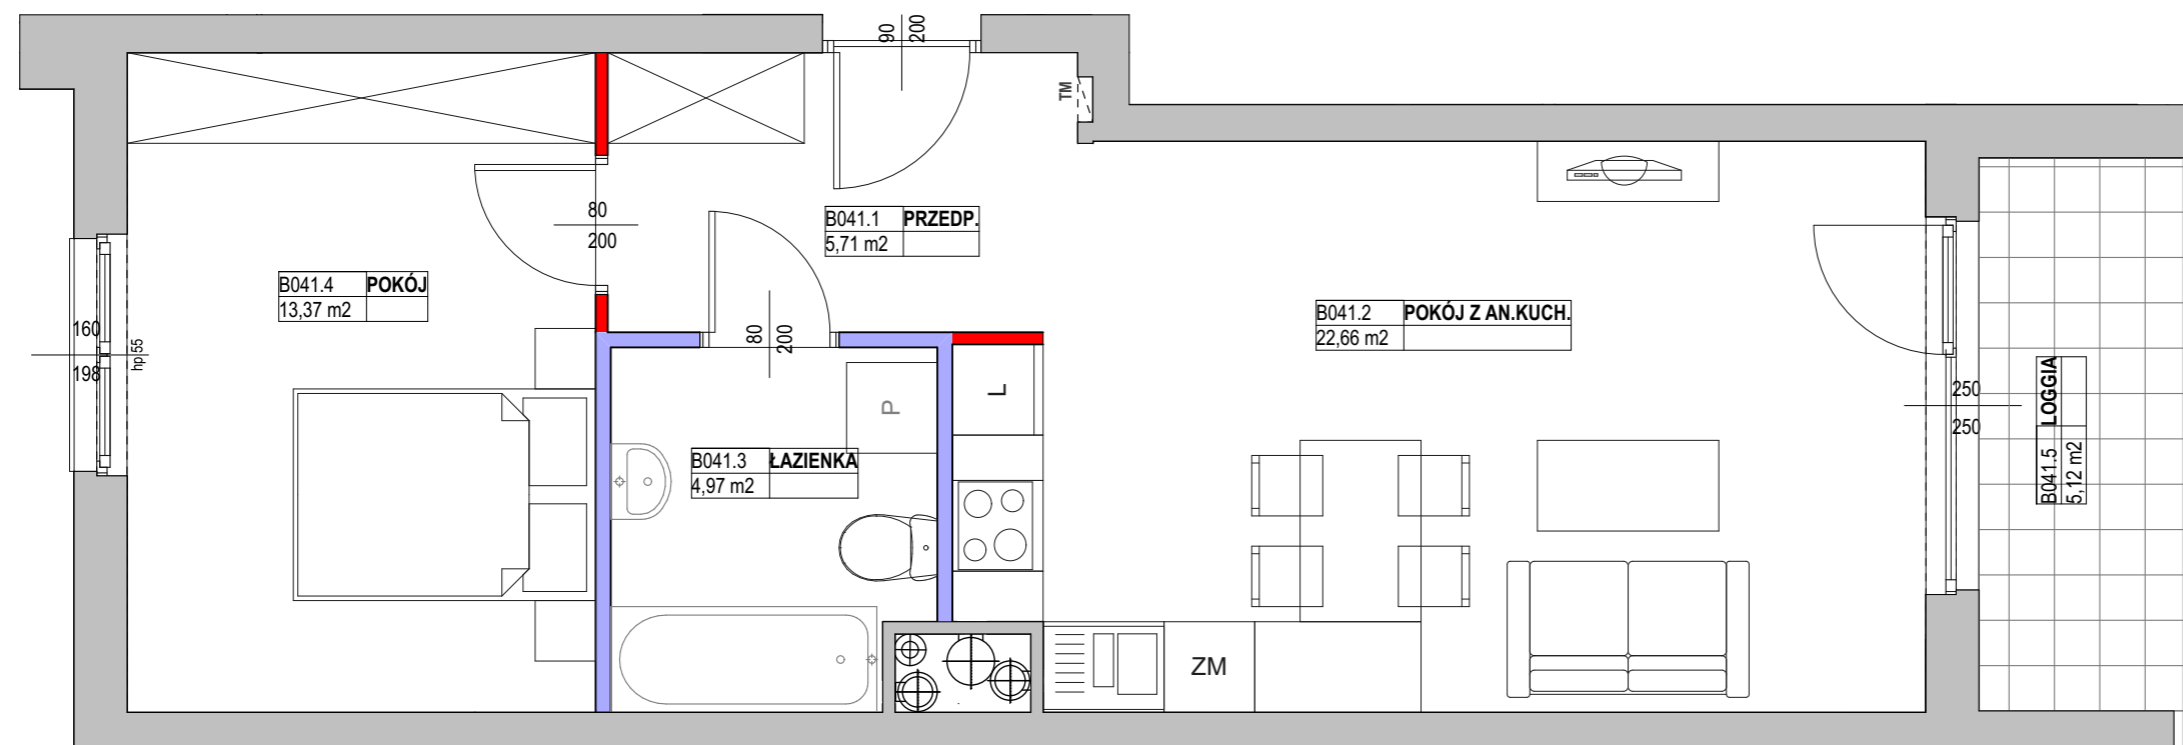 90
200
TM
80
200
B041.1 PRZEDP.
5,71 m2
B041.4 POKÓJ
13,37 m2
160
198
hp 55
80
200
B041.2 POKÓJ Z AN.KUCH.
22,66 m2
P
L
B041.3 ŁAZIENKA
4,97 m2
250
250
B041.5 LOGGIA
5,12 m2
ZM